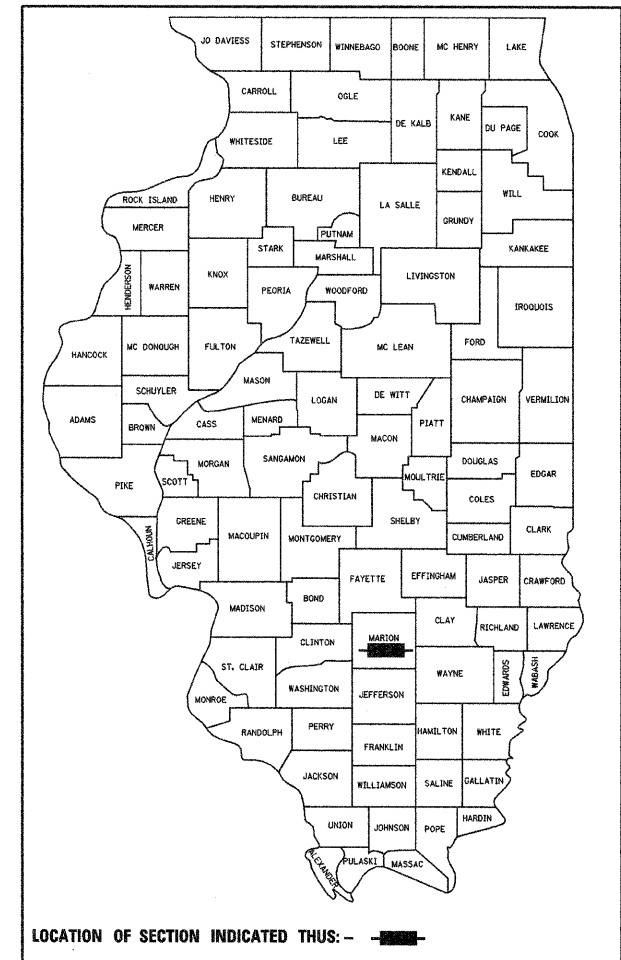 JO DAVIESS
STEPHENSON
WINNEBAGO
BOONE
MC HENRY
LAKE
CARROLL
OGLE
DE KALB
KANE
DU PAGE
COOK
WHITESIDE
LEE
KENDALL
WILL
ROCK ISLAND
HENRY
BUREAU
LA SALLE
GRUNDY
MERCER
PUTNAM
KANKAKEE
STARK
MARSHALL
LIVINGSTON
HENDERSON
WARREN
KNOX
PEORIA
WOODFORD
IROQUOIS
HANCOCK
MC DONOUGH
FULTON
TAZEWELL
MC LEAN
FORD
MASON
SCHUYLER
LOGAN
DE WITT
CHAMPAIGN
VERMILION
ADAMS
BROWN
CASS
MENARD
MACON
PIATT
PIKE
SCOTT
MORGAN
SANGAMON
CHRISTIAN
MOULTRIE
DOUGLAS
EDGAR
COLES
CALHOUN
GREENE
MACOUPIN
MONTGOMERY
SHELBY
CUMBERLAND
CLARK
JERSEY
FAYETTE
EFFINGHAM
JASPER
CRAWFORD
MADISON
BOND
CLAY
RICHLAND
LAWRENCE
CLINTON
MARION
ST. CLAIR
WAYNE
EDWARDS
WABASH
WASHINGTON
JEFFERSON
MONROE
RANDOLPH
PERRY
HAMILTON
WHITE
FRANKLIN
JACKSON
WILLIAMSON
SALINE
GALLATIN
UNION
JOHNSON
POPE
HARDIN
ALEXANDER
PULASKI
MASSAC
LOCATION OF SECTION INDICATED THUS: -